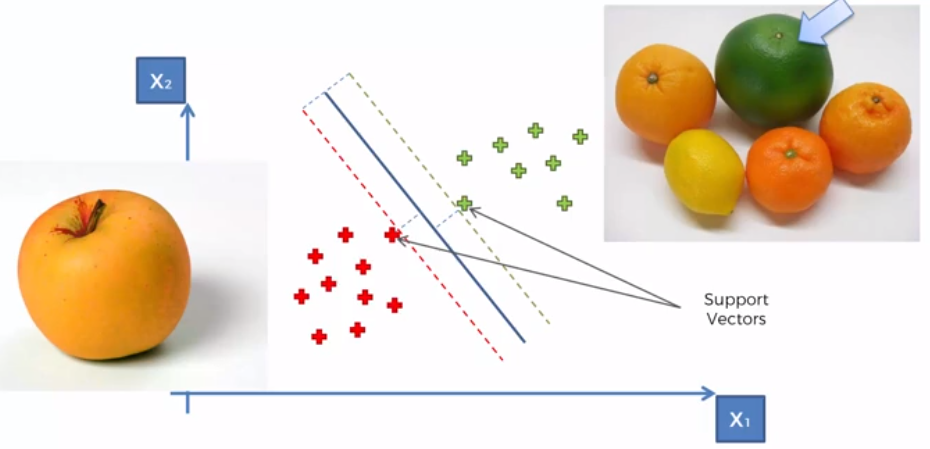 X₂
Support
Vectors
X₁